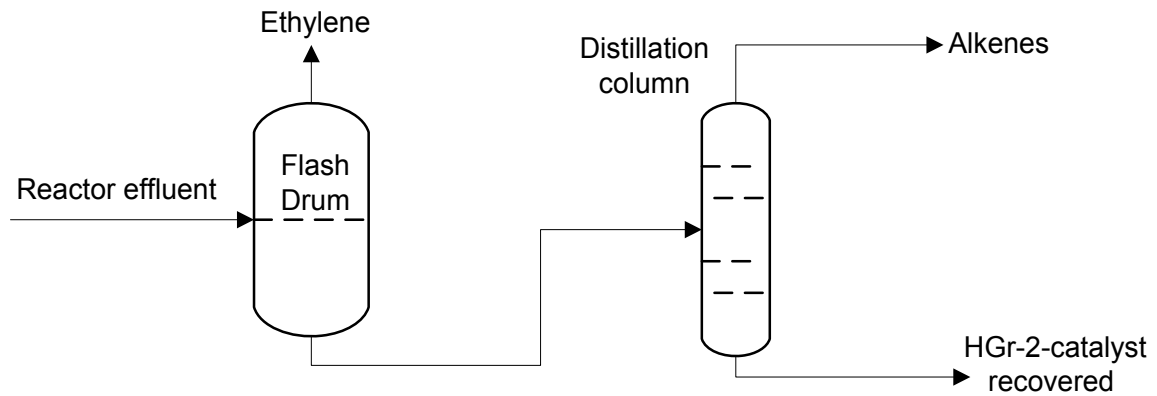 Ethylene
Distillation
column
Alkenes
Flash
Drum
Reactor effluent
HGr-2-catalyst
recovered